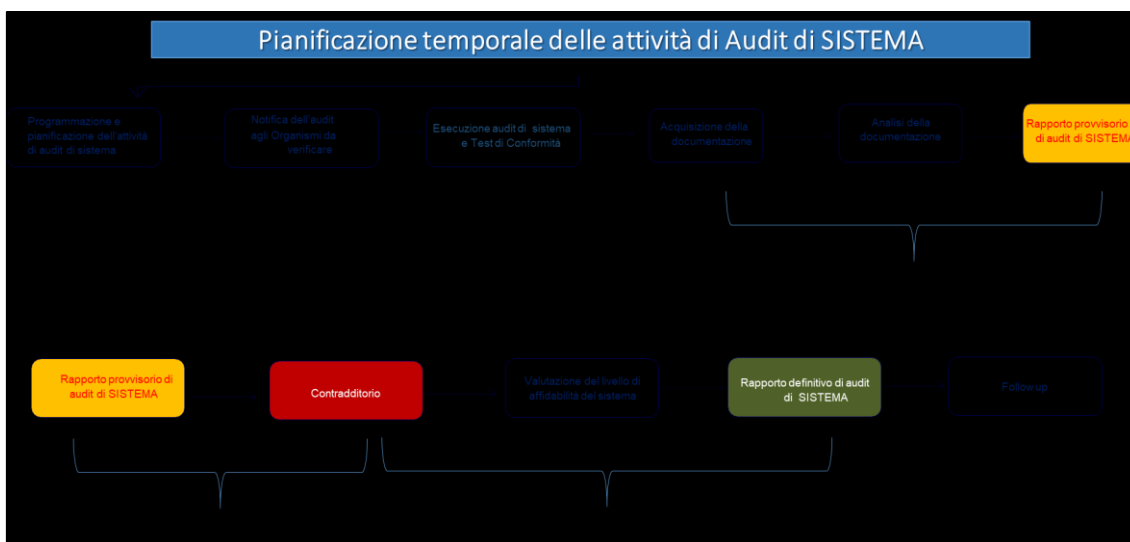 Pianificazione temporale delle attività di Audit di SISTEMA
Programmazione e
pianificazione dell'attività
di audit di sistema
Notifica dell'audit
agli Organismi da
verificare
Esecuzione audit di sistema
e Test di Conformità
Acquisizione della
documentazione
Analisi della
documentazione
Rapporto provvisorio
di audit di SISTEMA
Rapporto provvisorio di
audit di SISTEMA
Contradditorio
Valutazione del livello di
affidabilità del sistema
Rapporto definitivo di audit
di SISTEMA
Follow up